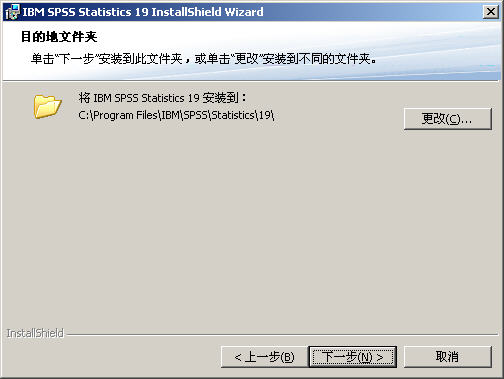 IBM SPSS Statistics 19 InstallShield Wizard
目的地文件夹
单击“下一步”安装到此文件夹，或单击“更改”安装到不同的文件夹。
将 IBM SPSS Statistics 19 安装到：
C:\Program Files\IBM\SPSS\Statistics\19\
更改(C)...
InstallShield
< 上一步(B)
下一步(N) >
取消